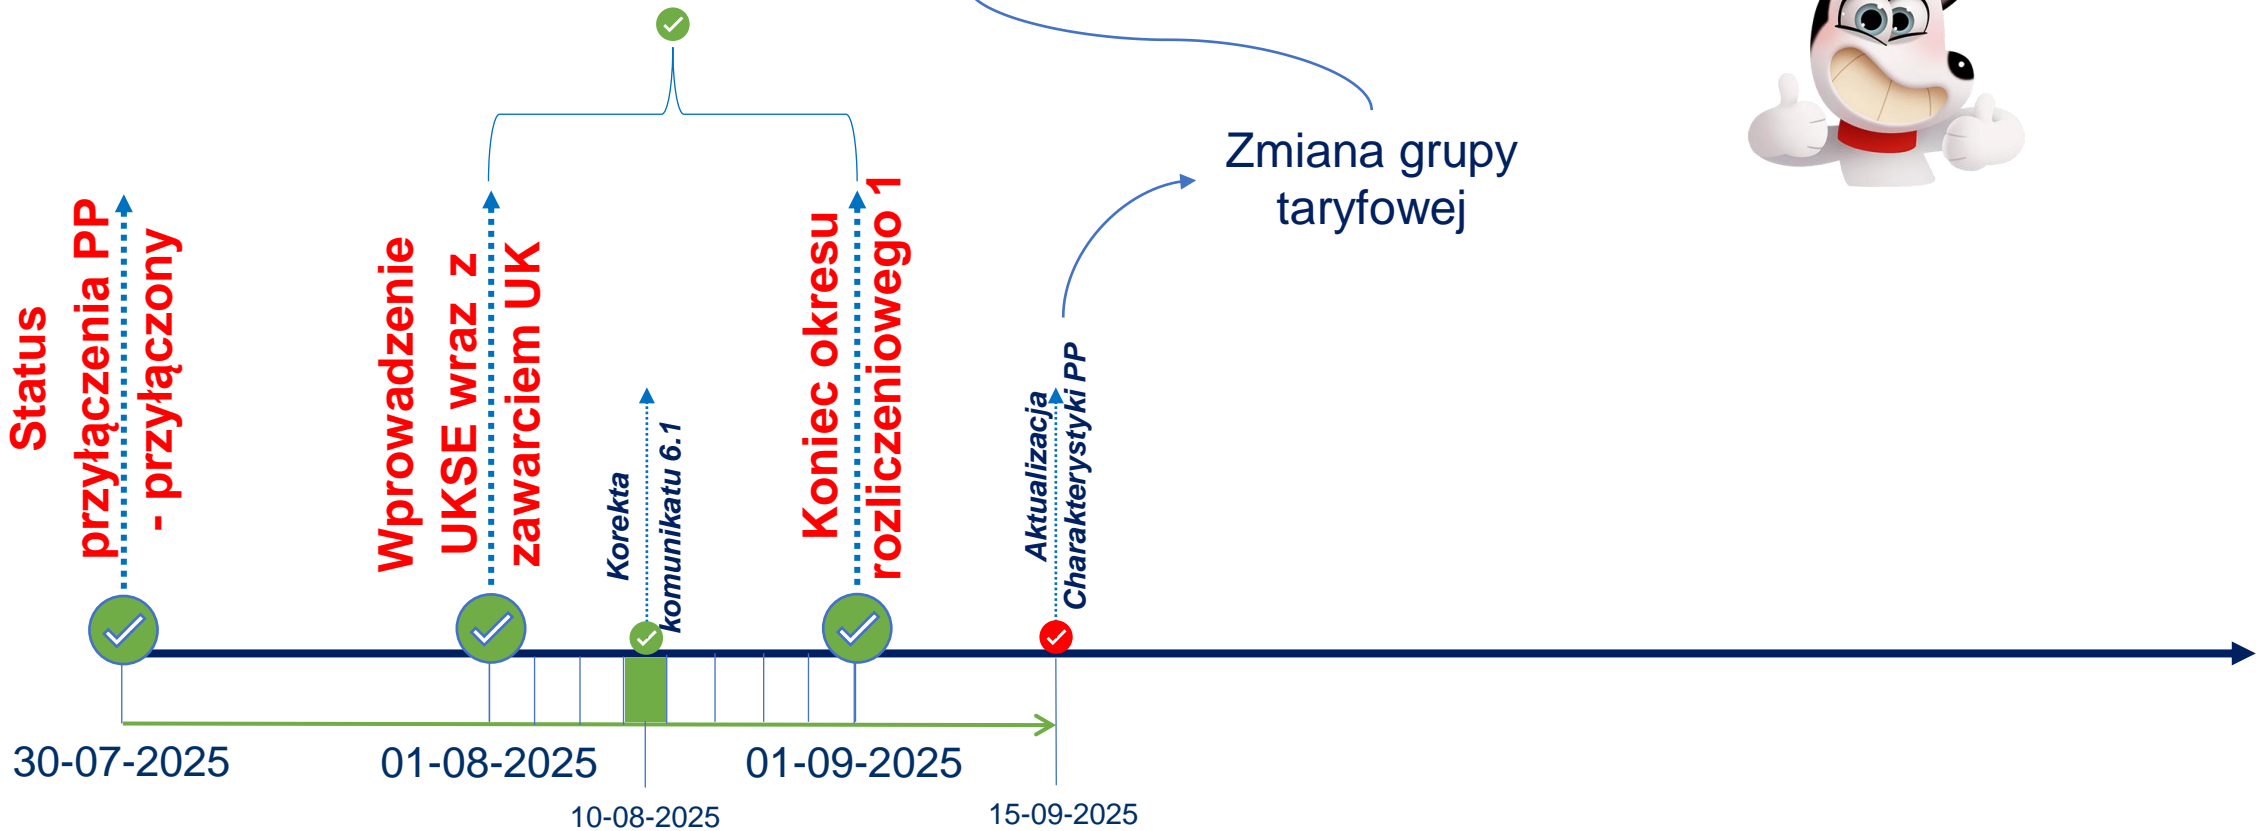 Zmiana grupy
taryfowej
Status
przyłączenia PP
- przyłączony
Wprowadzenie
UKSE wraz z
zawarciem UK
Korekta
komunikatu 6.1
Koniec okresu
rozliczeniowego 1
Aktualizacja
Charakterystyki PP
30-07-2025
01-08-2025
01-09-2025
10-08-2025
15-09-2025